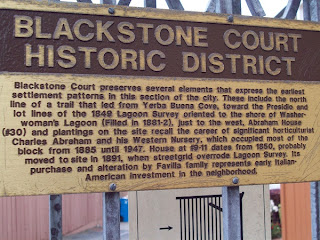 BLACKSTONE COURT
HISTORIC DISTRICT
Blackstone Court preserves several elements that express the earliest
settlement patterns in this section of the city. These include the north
line of a trail that led from Yerba Buena Cove, toward the Presidio and
lot lines of the 1849 Lagoon Survey oriented to the shore of Washer-
woman's Lagoon (Filled in 1881-2), just to the west, Abraham House
(#30) and plantings on the site recall the career of significant horticulturist
Charles Abraham and his Western Nursery, which occupied most of the
block from 1885 until 1947. House at #9-11 dates from 1850, probably
moved to site in 1891, when streetgrid overrode Lagoon Survey. Its
purchase and alteration by Favilla family represents early Italian-
American investment in the neighborhood.